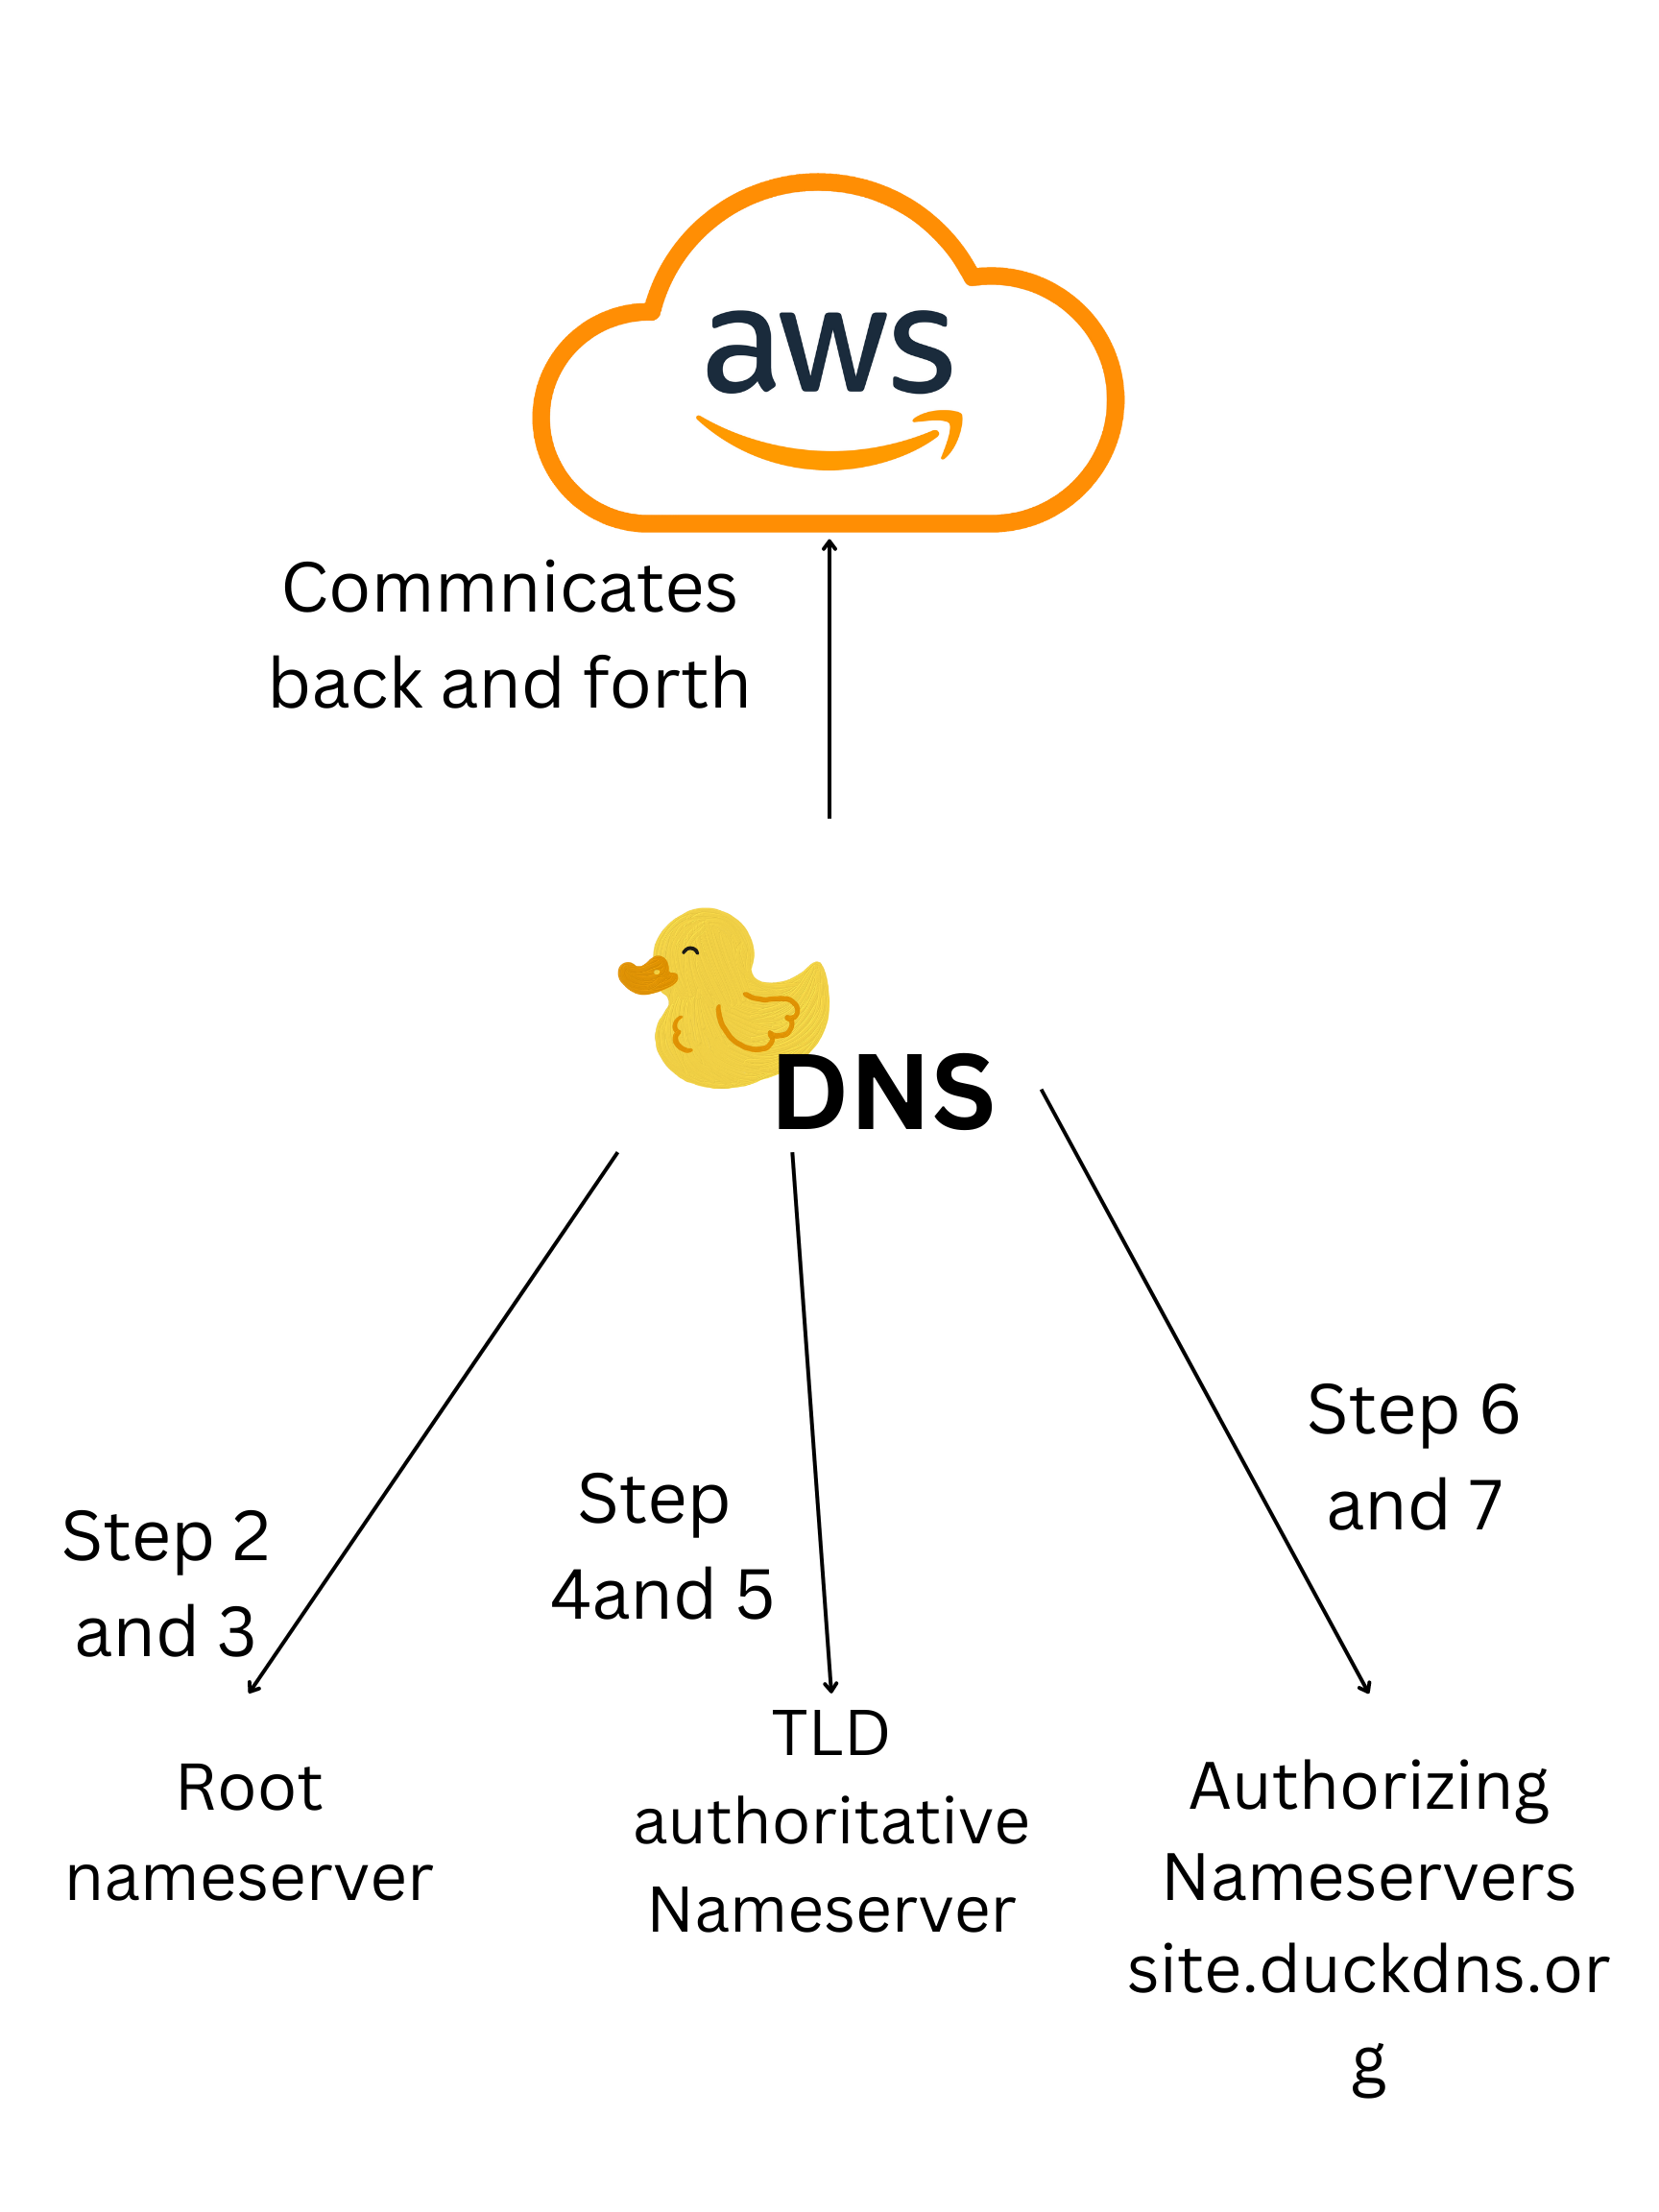 aws
Commnicates
back and forth
DNS
Step 6
and 7
Step
4and 5
Step 2
and 3
TLD
authoritative
Nameserver
Root
nameserver
Authorizing
Nameservers
site.duckdns.or
g